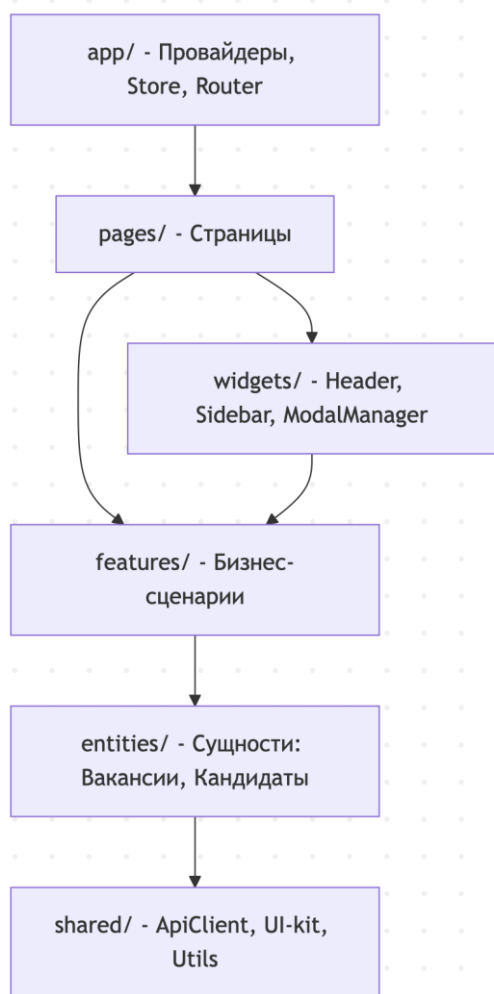 app/ - Провайдеры,
Store, Router
pages/ - Страницы
widgets/ - Header,
Sidebar, ModalManager
features/ - Бизнес-
сценарии
entities/ - Сущности:
Вакансии, Кандидаты
shared/ - ApiClient, UI-kit,
Utils